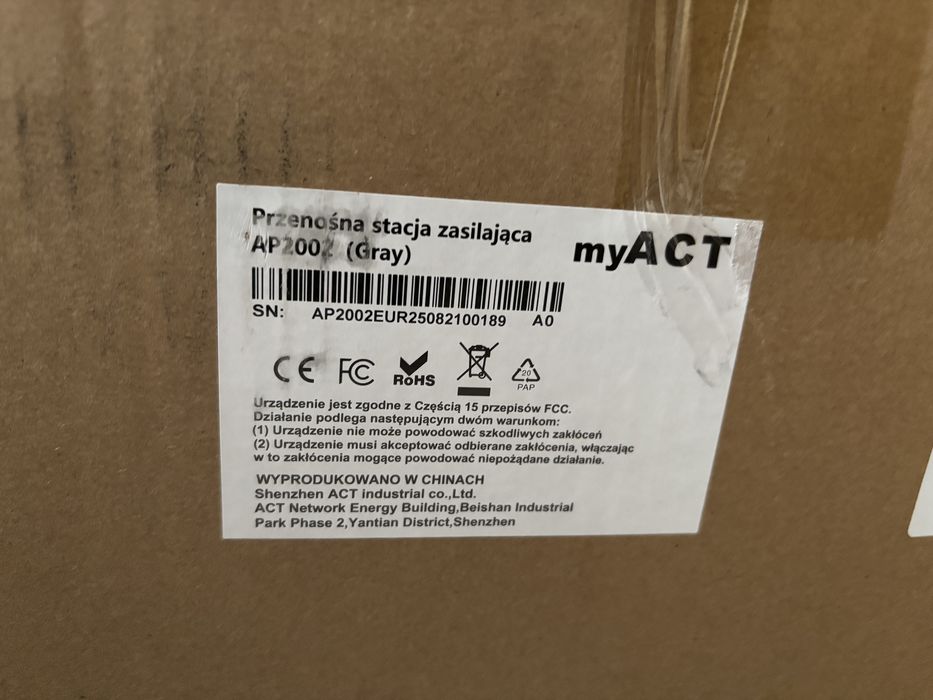 Przenośna stacja zasilająca
AP2002 (Gray)
myACT
SN: AP2002EUR25082100189 A0
CE FC RoHS
20
PAP
Urządzenie jest zgodne z Częścią 15 przepisów FCC.
Działanie podlega następującym dwóm warunkom:
(1) Urządzenie nie może powodować szkodliwych zakłóceń
(2) Urządzenie musi akceptować odbierane zakłócenia, włączając
w to zakłócenia mogące powodować niepożądane działanie.
WYPRODUKOWANO W CHINACH
Shenzhen ACT industrial co.,Ltd.
ACT Network Energy Building,Beishan Industrial
Park Phase 2,Yantian District,Shenzhen